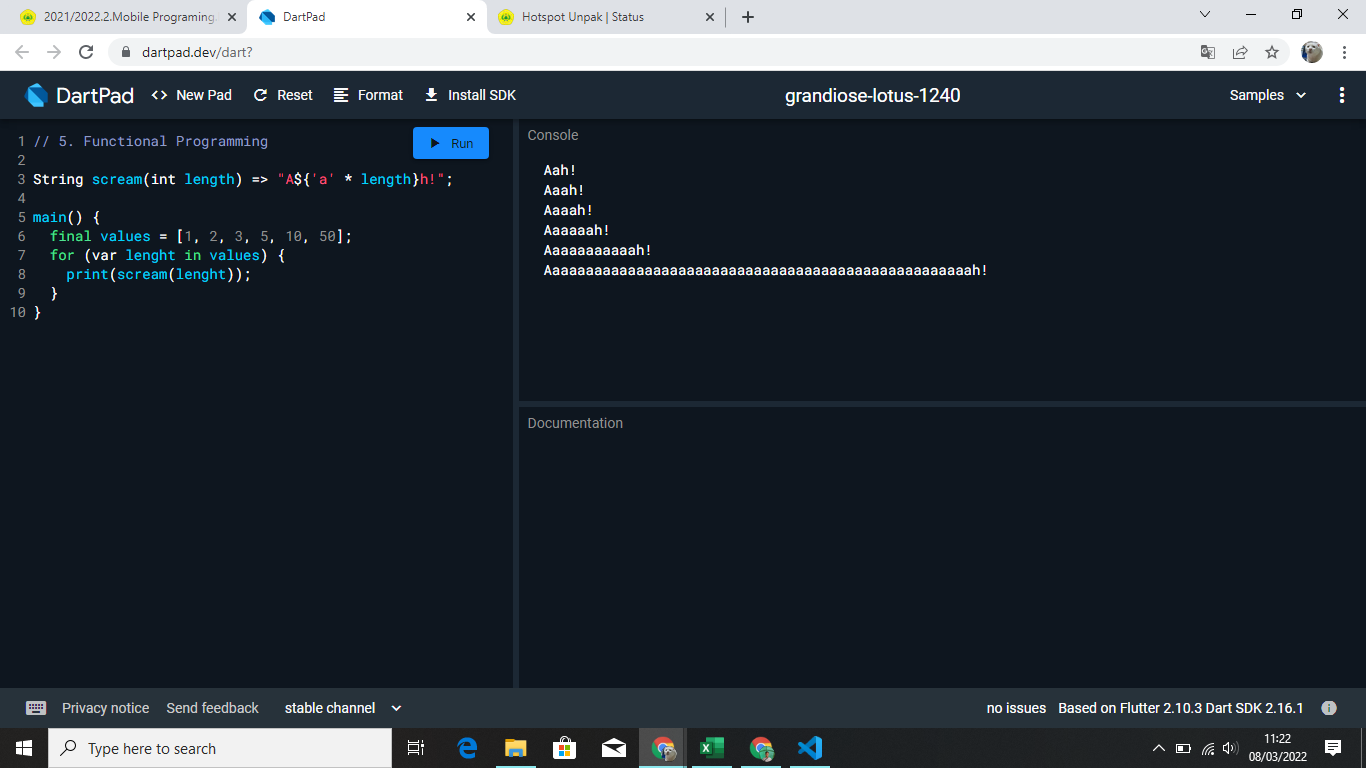 2021/2022.2.Mobile Programing.
DartPad
Hotspot Unpak | Status
dartpad.dev/dart?
DartPad
<> New Pad
Reset
Format
Install SDK
grandiose-lotus-1240
Samples
Run
1 // 5. Functional Programming
2
3 String scream(int length) => "A${'a' * length}h!";
4
5 main() {
6   final values = [1, 2, 3, 5, 10, 50];
7   for (var lenght in values) {
8     print(scream(lenght));
9   }
10 }
Console
Aah!
Aaah!
Aaaah!
Aaaaaah!
Aaaaaaaaaaah!
Aaaaaaaaaaaaaaaaaaaaaaaaaaaaaaaaaaaaaaaaaaaaaaaaaaah!
Documentation
Privacy notice
Send feedback
stable channel
no issues
Based on Flutter 2.10.3 Dart SDK 2.16.1
Type here to search
11:22
08/03/2022